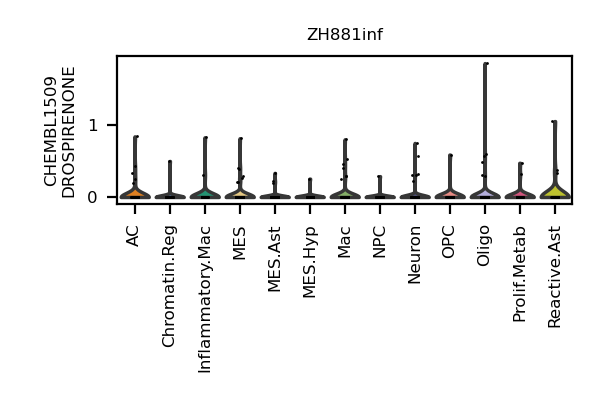 ZH881inf
CHEMBL1509
DROSPIRENONE
1
0
AC
Chromatin.Reg
Inflammatory.Mac
MES
MES.Ast
MES.Hyp
Mac
NPC
Neuron
OPC
Oligo
Prolif.Metab
Reactive.Ast